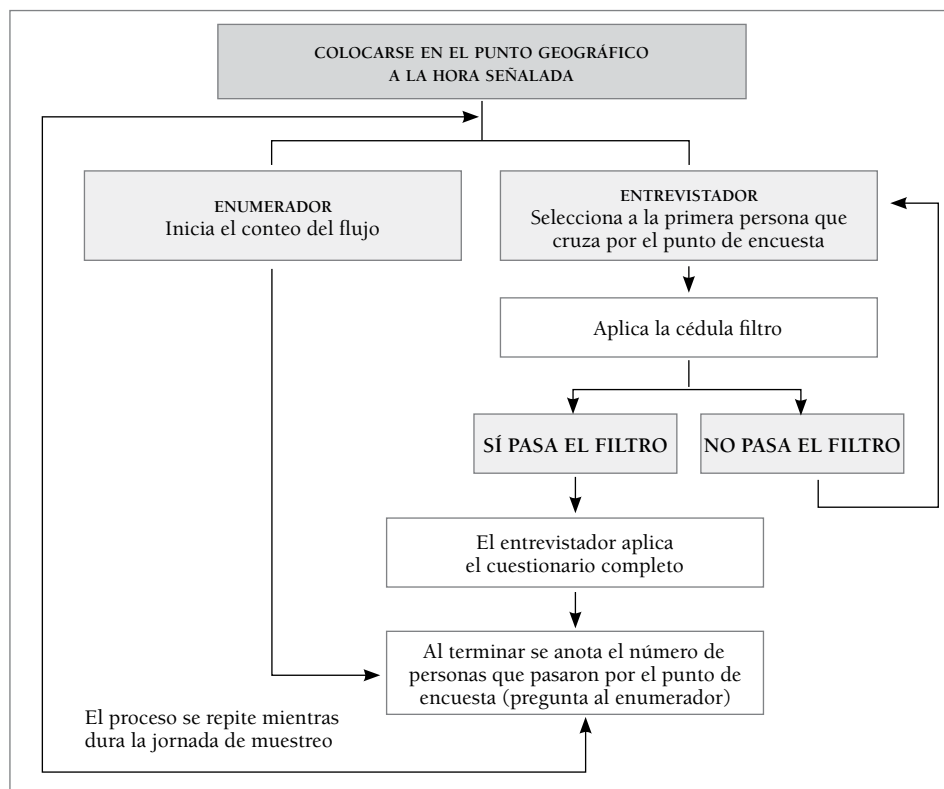 COLOCARSE EN EL PUNTO GEOGRÁFICO
A LA HORA SEÑALADA
ENUMERADOR
Inicia el conteo del flujo
ENTREVISTADOR
Selecciona a la primera persona que
cruza por el punto de encuesta
Aplica la cédula filtro
SÍ PASA EL FILTRO
NO PASA EL FILTRO
El entrevistador aplica
el cuestionario completo
Al terminar se anota el número de
personas que pasaron por el punto de
encuesta (pregunta al enumerador)
El proceso se repite mientras
dura la jornada de muestreo